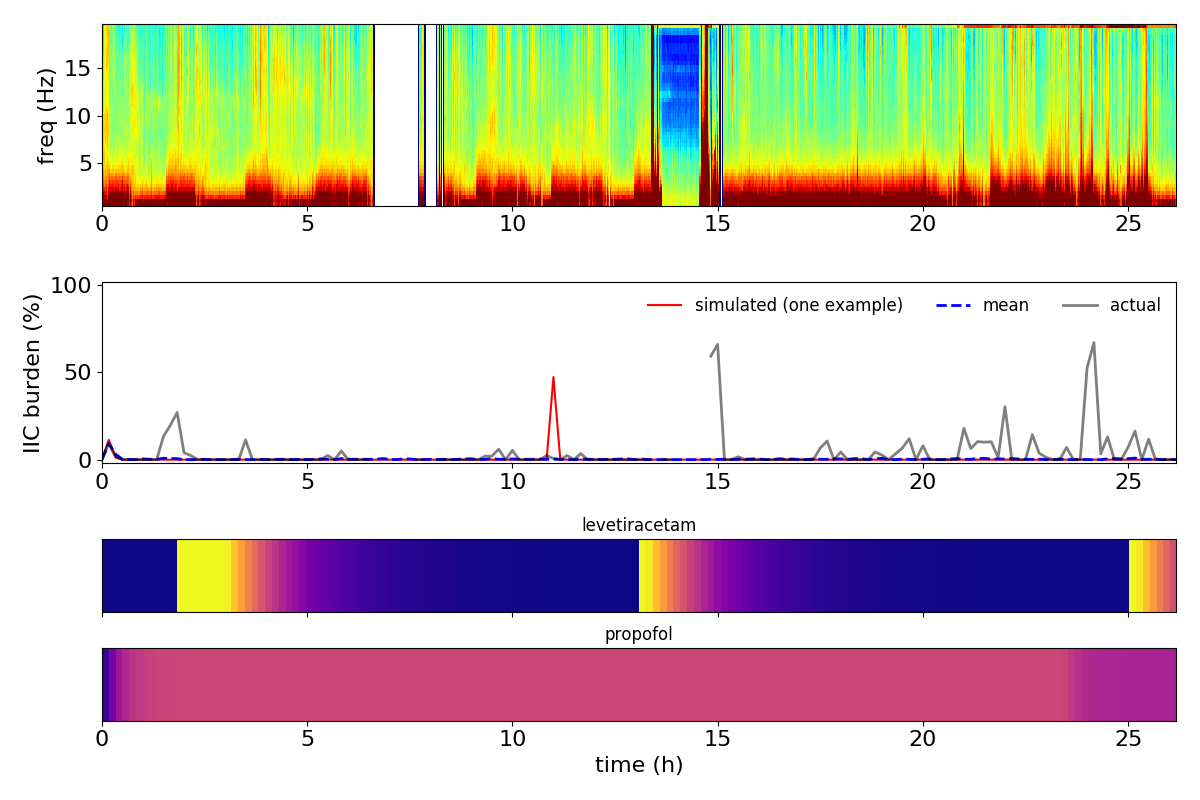 freq (Hz)
15
10
5
0 5 10 15 20 25
IIC burden (%)
100
50
0
simulated (one example) mean actual
0 5 10 15 20 25
levetiracetam
propofol
0 5 10 15 20 25
time (h)